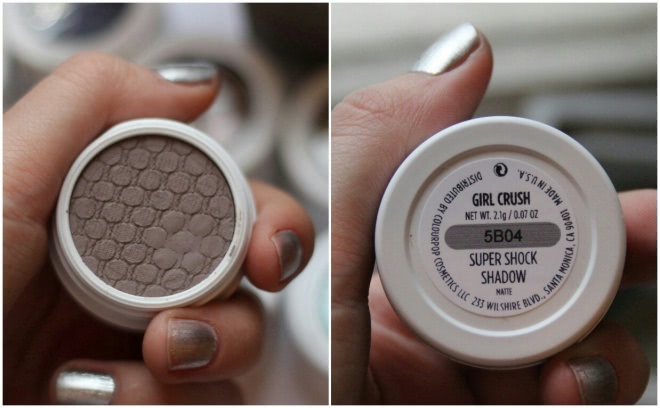 GIRL CRUSH
NET WT. 2.1g / 0.07 OZ
5B04
SUPER SHOCK
SHADOW
MATTE
DISTRIBUTED BY COLOURPOP COSMETICS LLC 233 WILSHIRE BLVD., SANTA MONICA, CA 90401 MADE IN U.S.A.